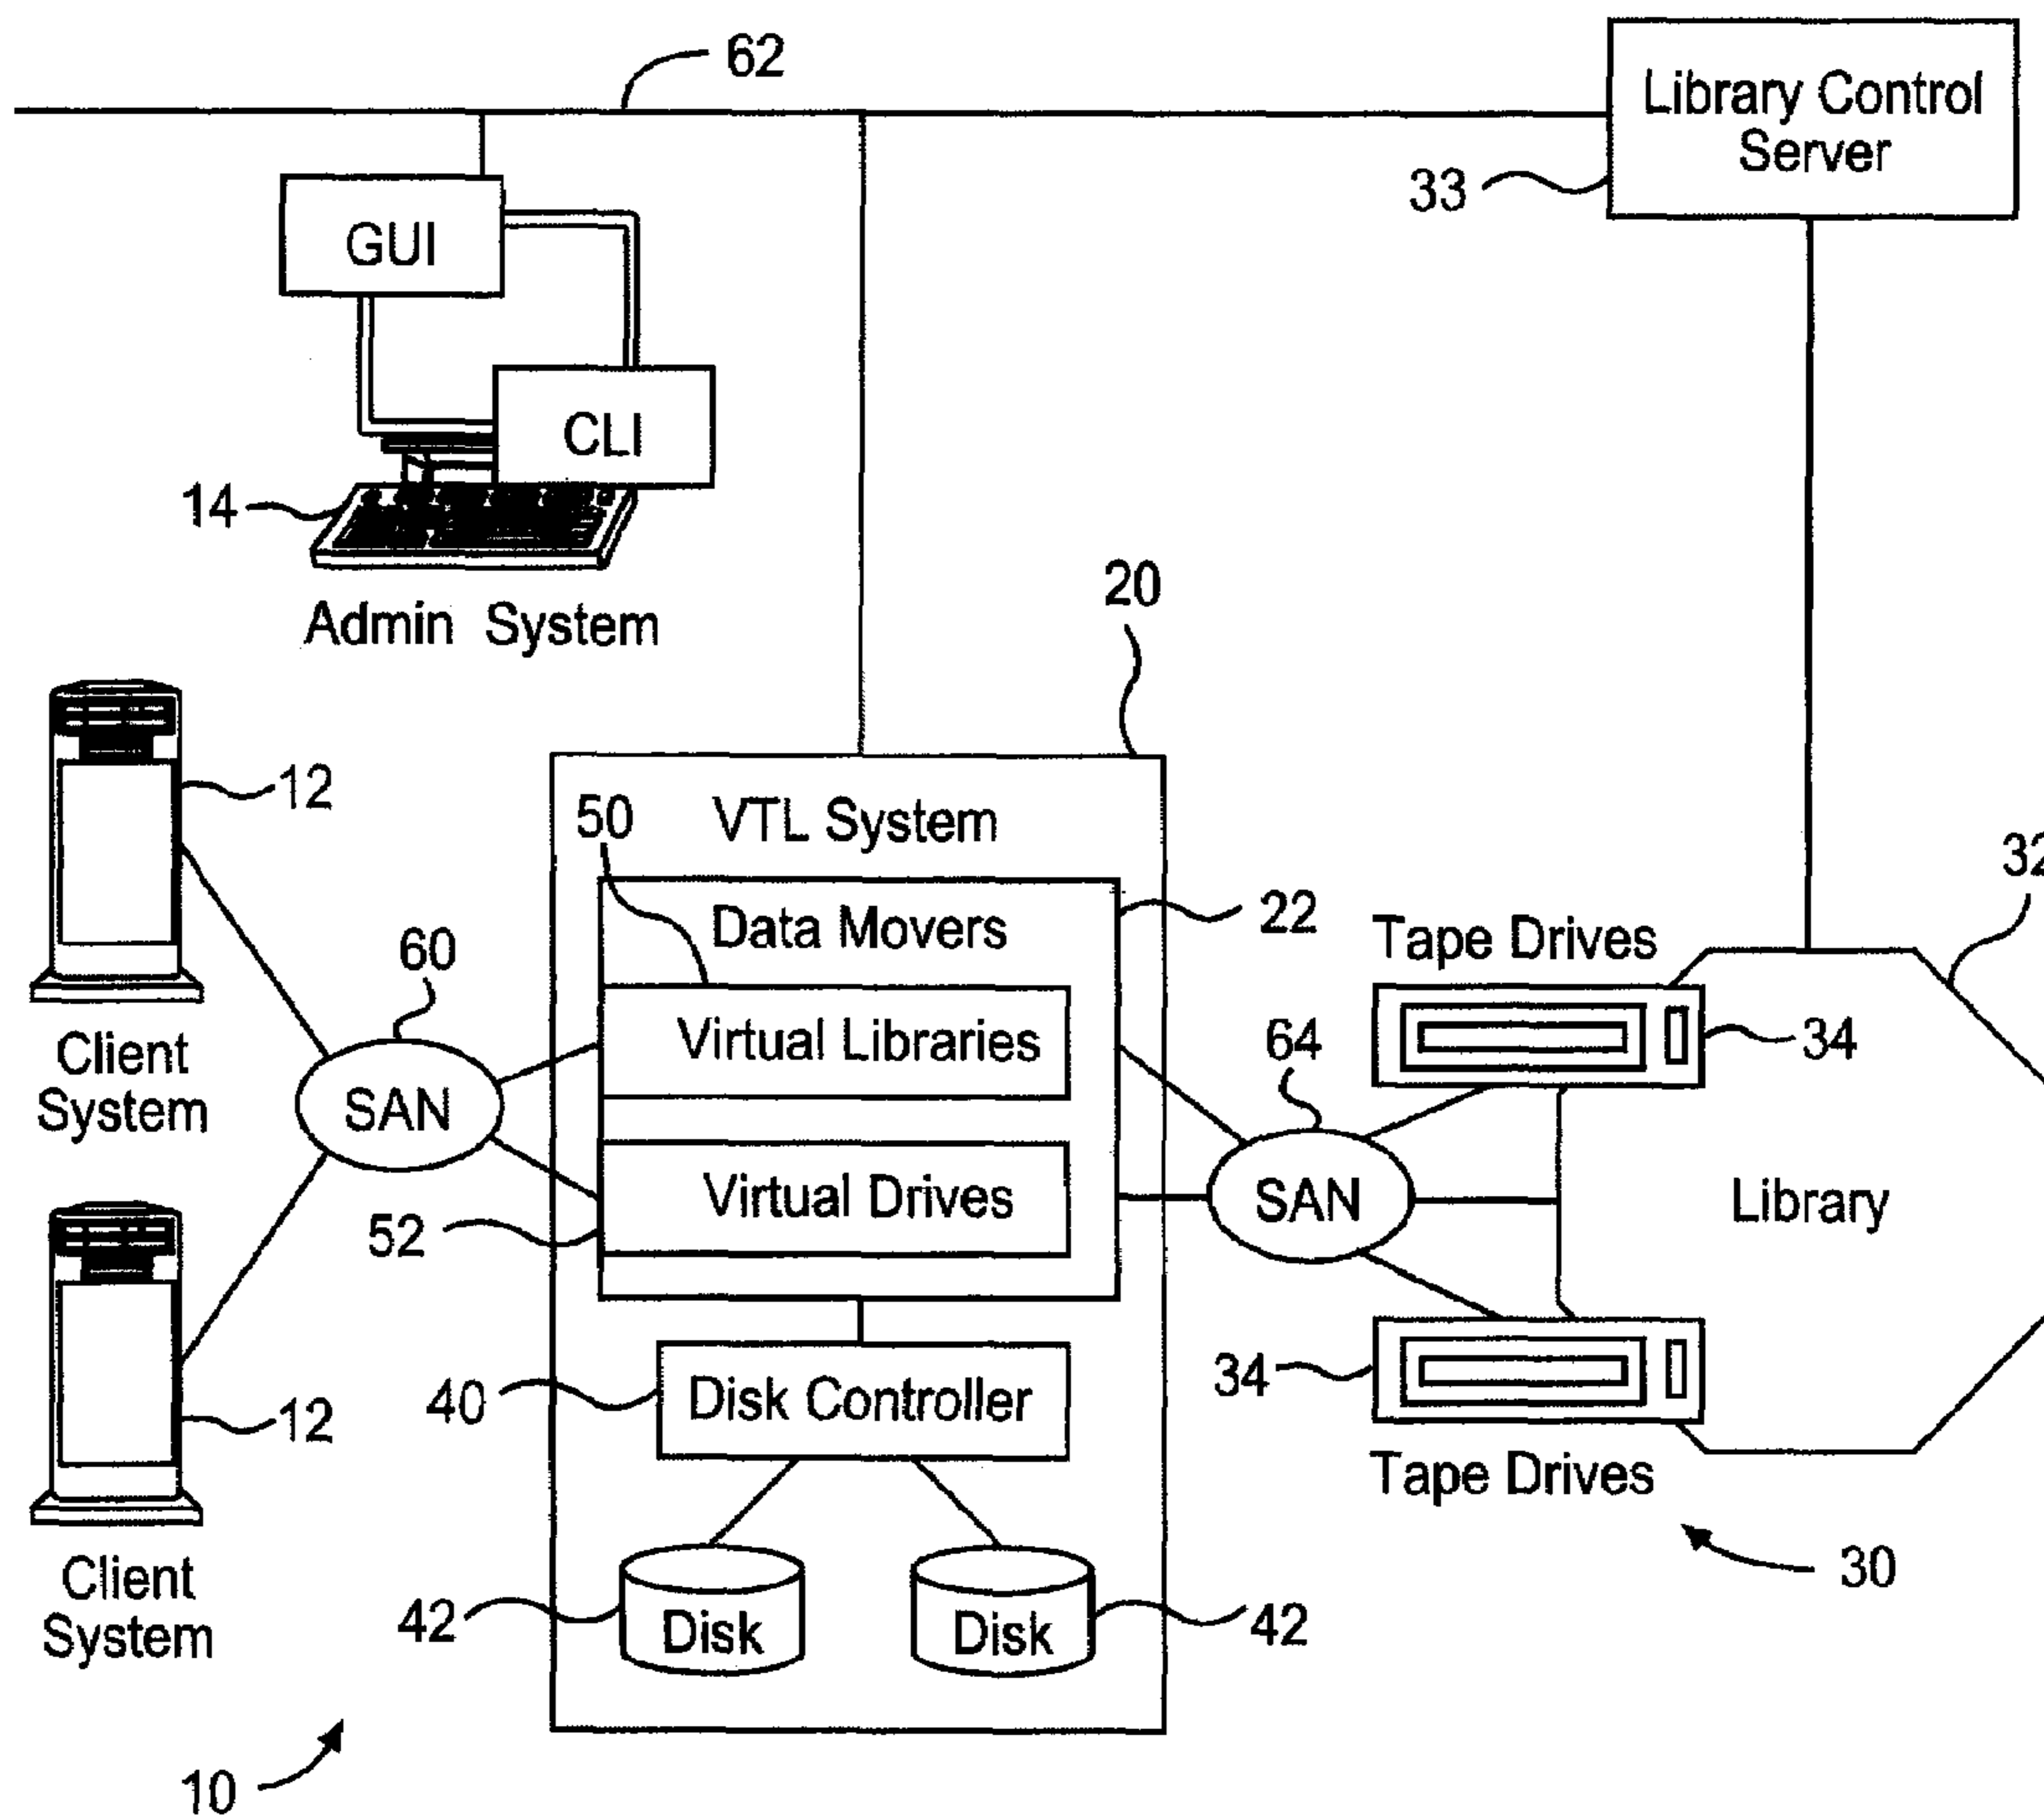 62
Library Control
Server
33
GUI
CLI
14
Admin System
20
12
Client
System
60
SAN
12
Client
System
VTL System
50
Data Movers
22
Virtual Libraries
Virtual Drives
52
40
Disk Controller
42
Disk
Disk
42
64
SAN
Tape Drives
34
32
Library
34
Tape Drives
30
10